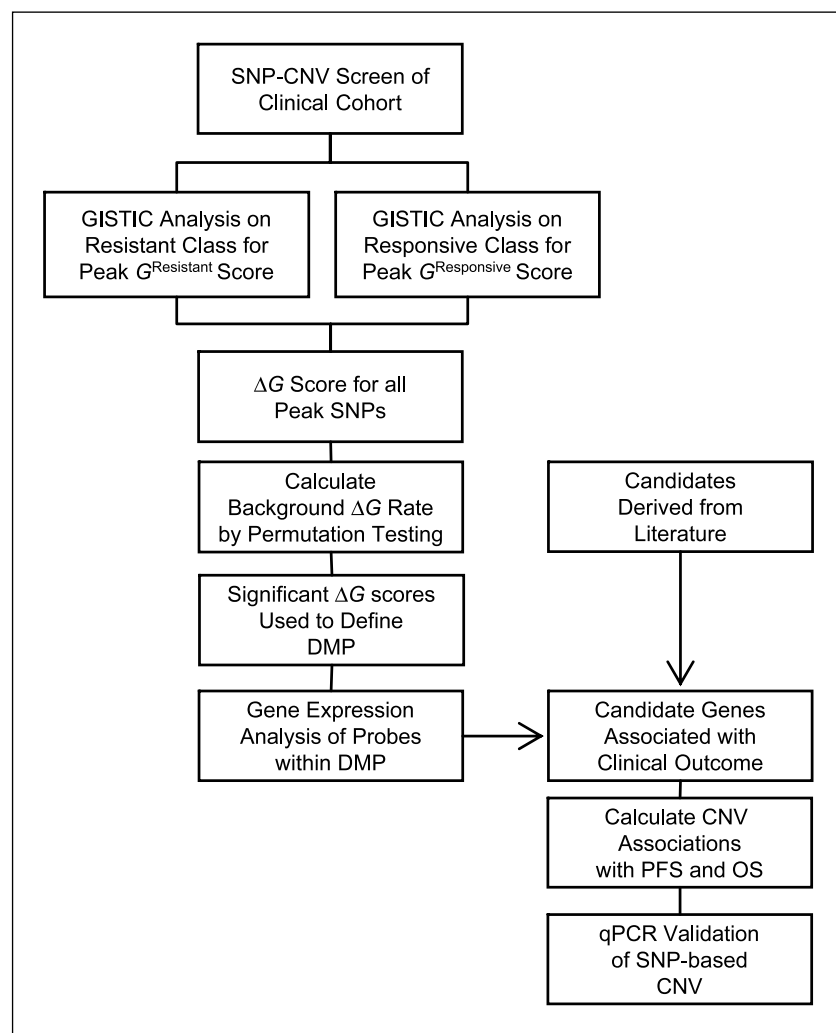 SNP-CNV Screen of
Clinical Cohort
GISTIC Analysis on
Resistant Class for
Peak G^Resistant Score
GISTIC Analysis on
Responsive Class for
Peak G^Responsive Score
ΔG Score for all
Peak SNPs
Calculate
Background ΔG Rate
by Permutation Testing
Candidates
Derived from
Literature
Significant ΔG scores
Used to Define
DMP
Gene Expression
Analysis of Probes
within DMP
Candidate Genes
Associated with
Clinical Outcome
Calculate CNV
Associations
with PFS and OS
qPCR Validation
of SNP-based
CNV